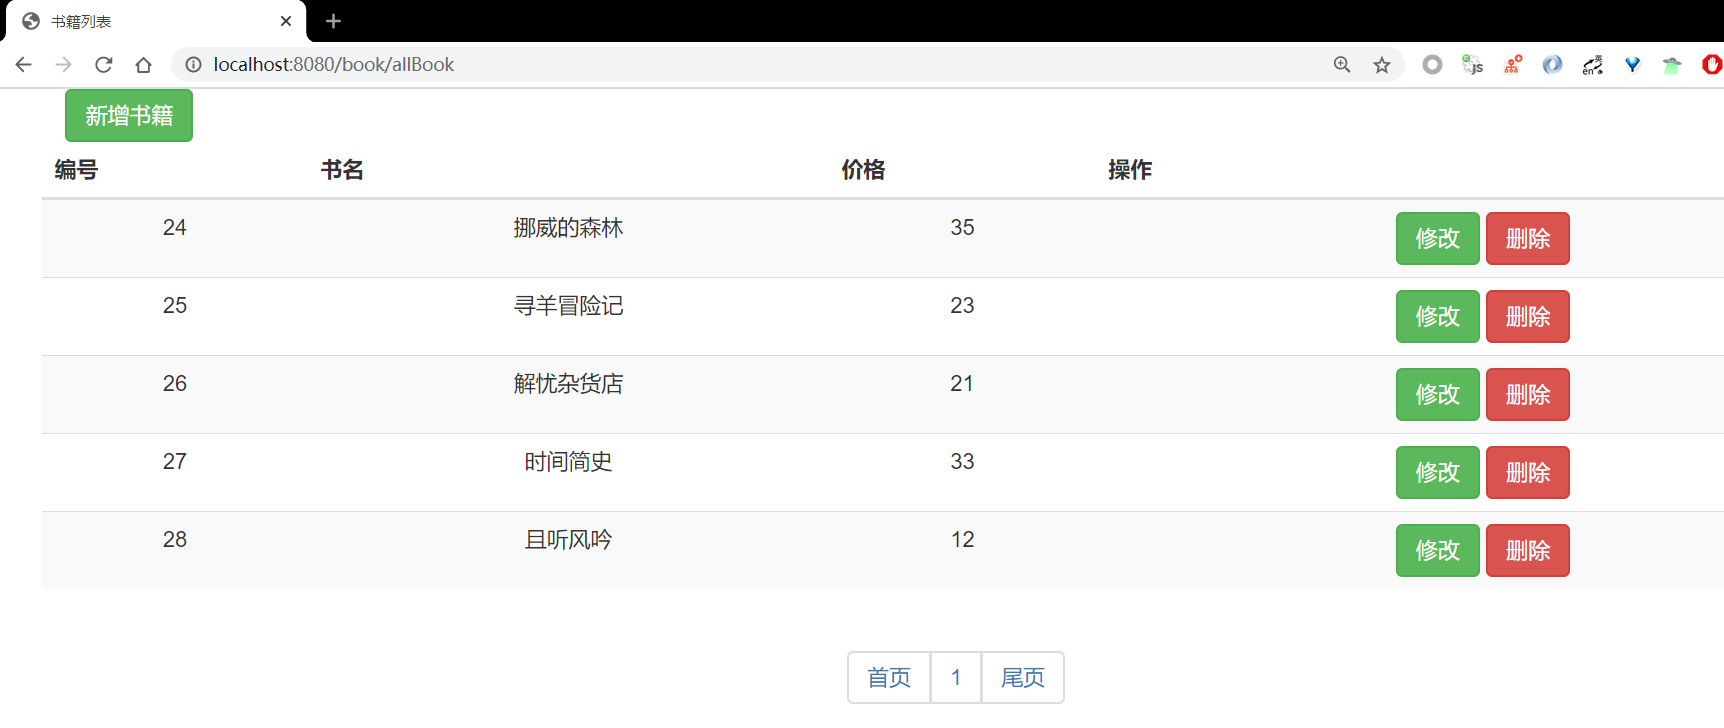 书籍列表
localhost:8080/book/allBook
新增书籍
编号 书名 价格 操作
24 挪威的森林 35 修改 删除
25 寻羊冒险记 23 修改 删除
26 解忧杂货店 21 修改 删除
27 时间简史 33 修改 删除
28 且听风吟 12 修改 删除
首页 1 尾页